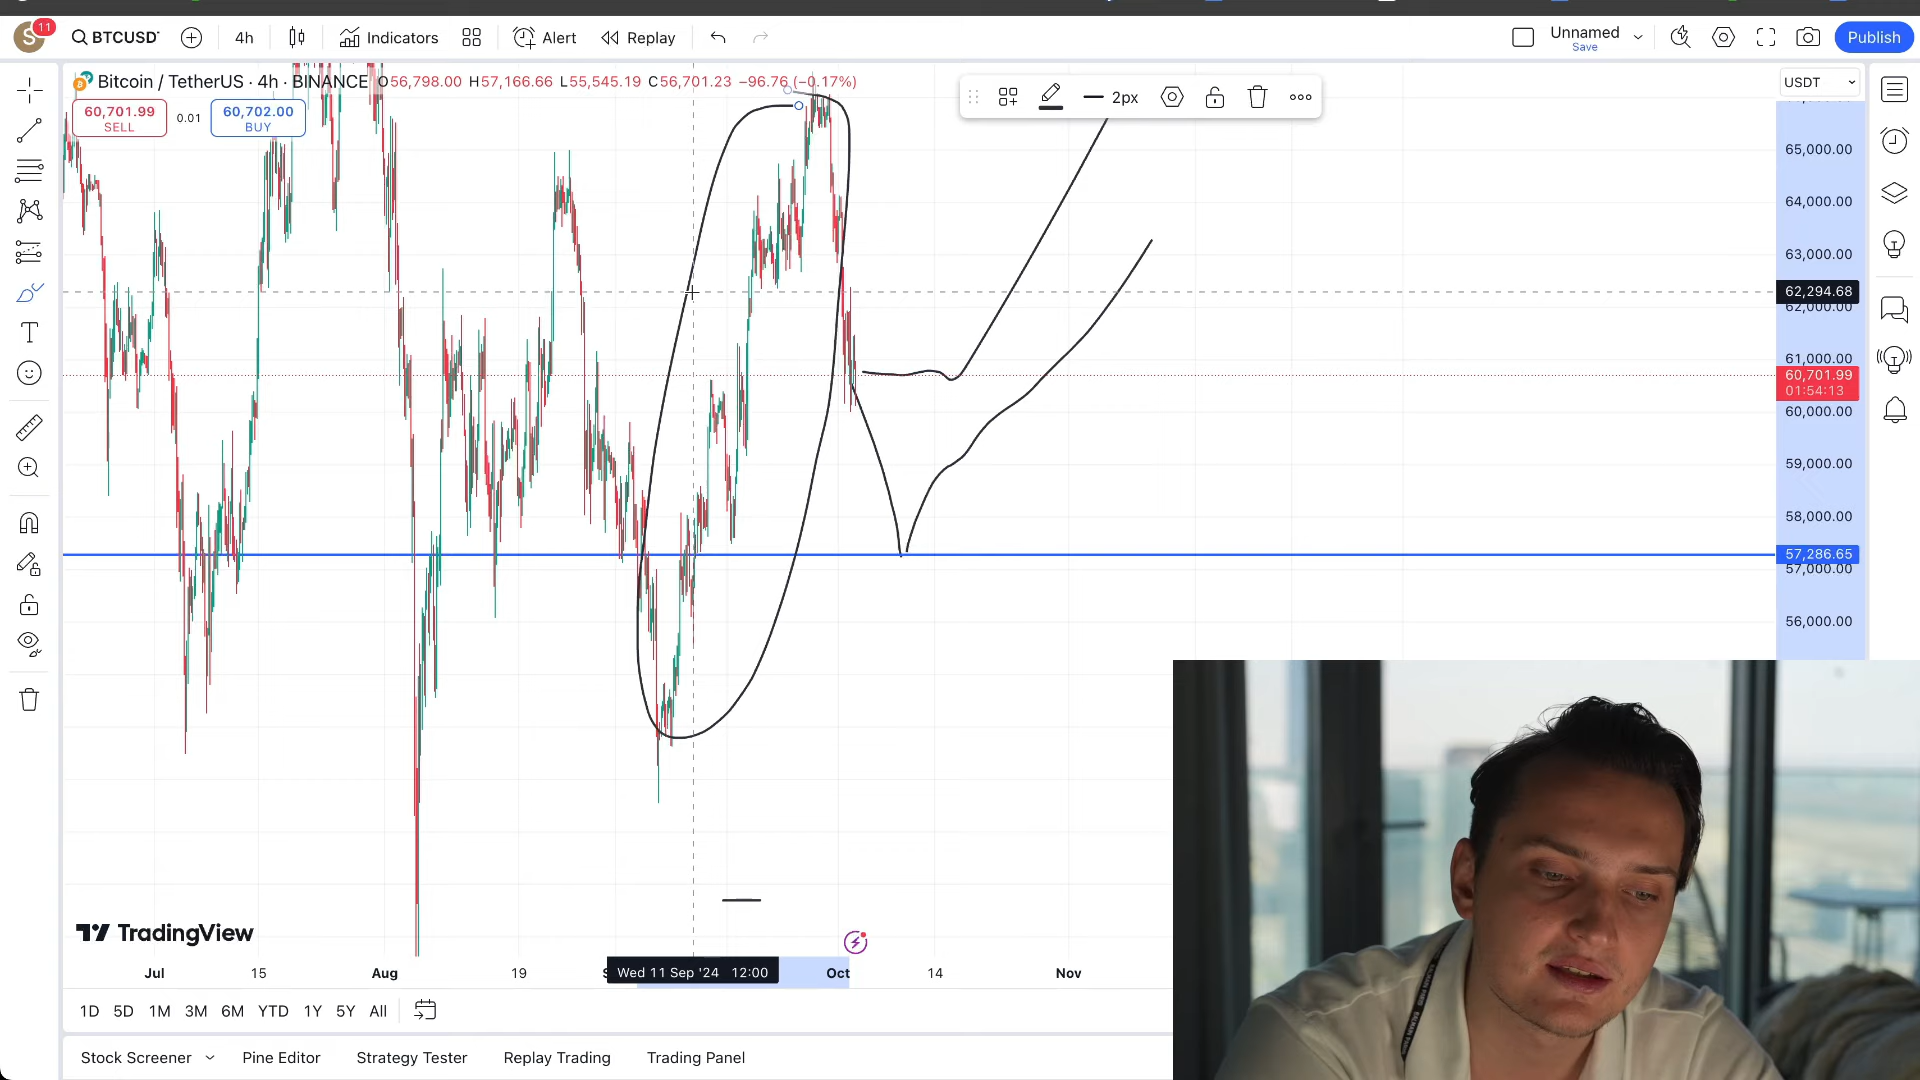 S 11 BTCUSD 4h Indicators Alert Replay Unnamed Save Publish
Bitcoin / TetherUS · 4h · BINANCE O56,798.00 H57,166.66 L55,545.19 C56,701.23 −96.76 (−0.17%)
60,701.99 SELL 0.01 60,702.00 BUY
2px
USDT
65,000.00
64,000.00
63,000.00
62,294.68
62,000.00
61,000.00
60,701.99
01:54:13
60,000.00
59,000.00
58,000.00
57,286.65
57,000.00
56,000.00
TradingView
Jul 15 Aug 19 Wed 11 Sep '24 12:00 Oct 14 Nov
1D 5D 1M 3M 6M YTD 1Y 5Y All
Stock Screener Pine Editor Strategy Tester Replay Trading Trading Panel